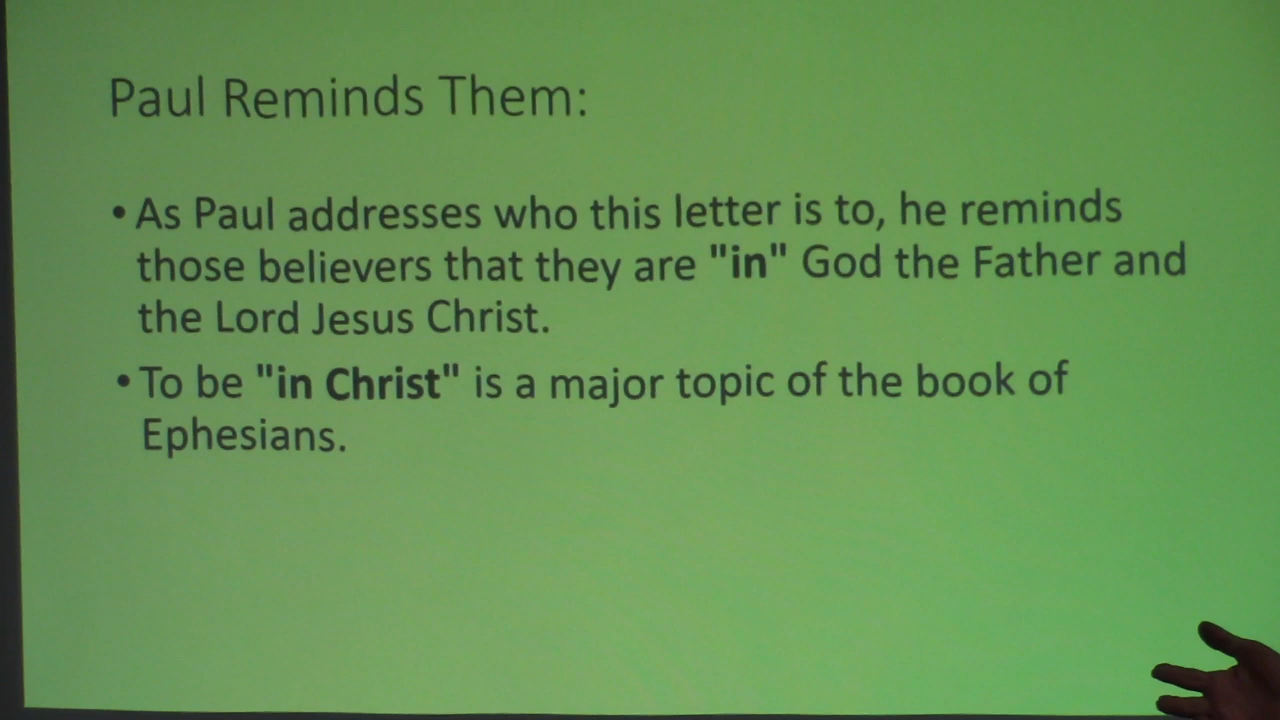 Paul Reminds Them:
• As Paul addresses who this letter is to, he reminds
those believers that they are "in" God the Father and
the Lord Jesus Christ.
• To be "in Christ" is a major topic of the book of
Ephesians.